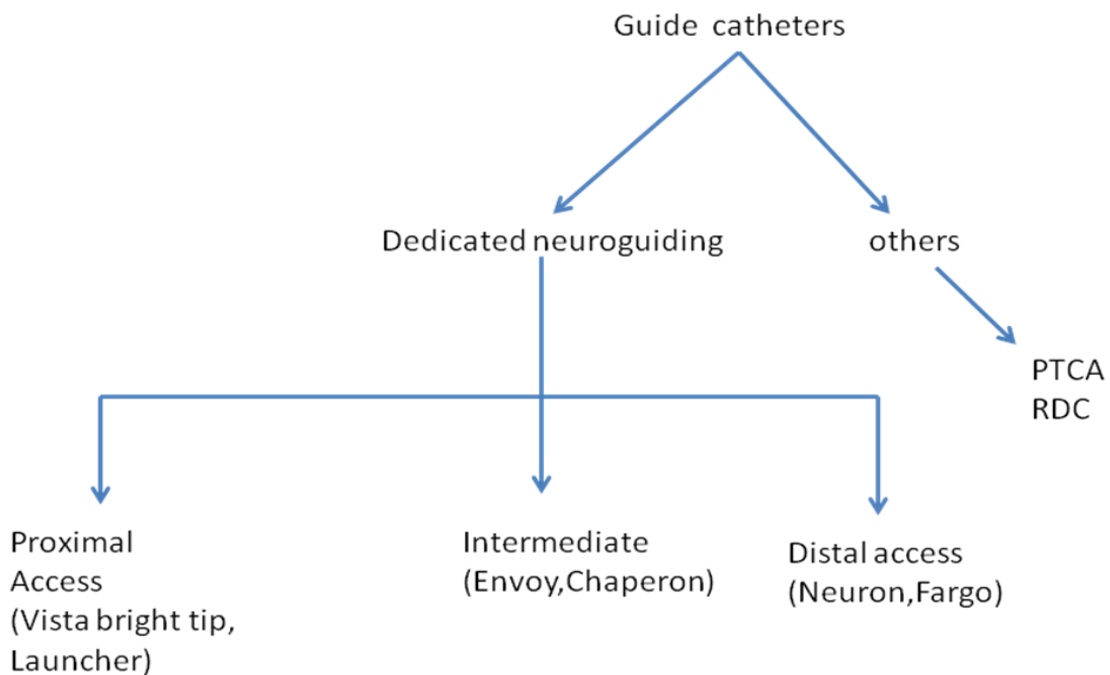 Guide catheters
Dedicated neuroguiding
others
PTCA
RDC
Proximal
Access
(Vista bright tip,
Launcher)
Intermediate
(Envoy,Chaperon)
Distal access
(Neuron,Fargo)